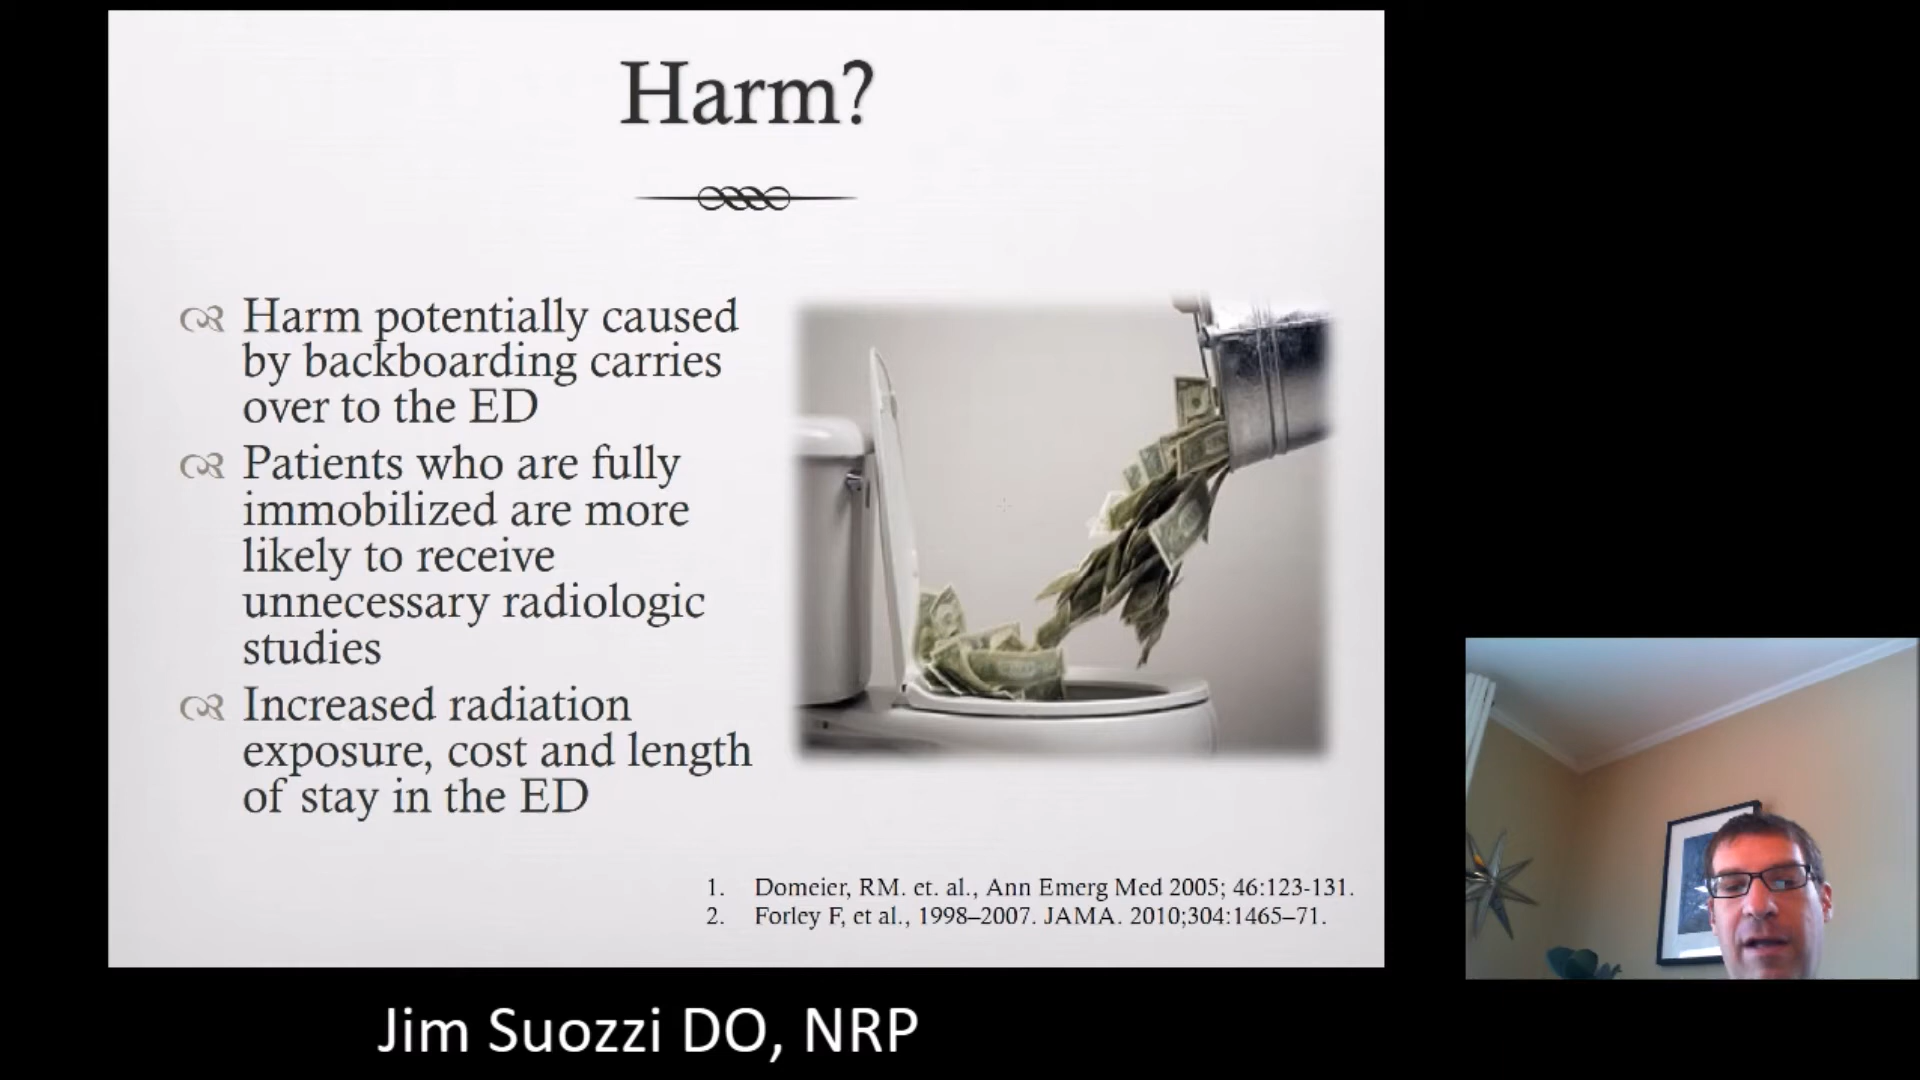 Harm?
Harm potentially caused
by backboarding carries
over to the ED
Patients who are fully
immobilized are more
likely to receive
unnecessary radiologic
studies
Increased radiation
exposure, cost and length
of stay in the ED
1. Domeier, RM. et. al., Ann Emerg Med 2005; 46:123-131.
2. Forley F, et al., 1998–2007. JAMA. 2010;304:1465–71.
Jim Suozzi DO, NRP